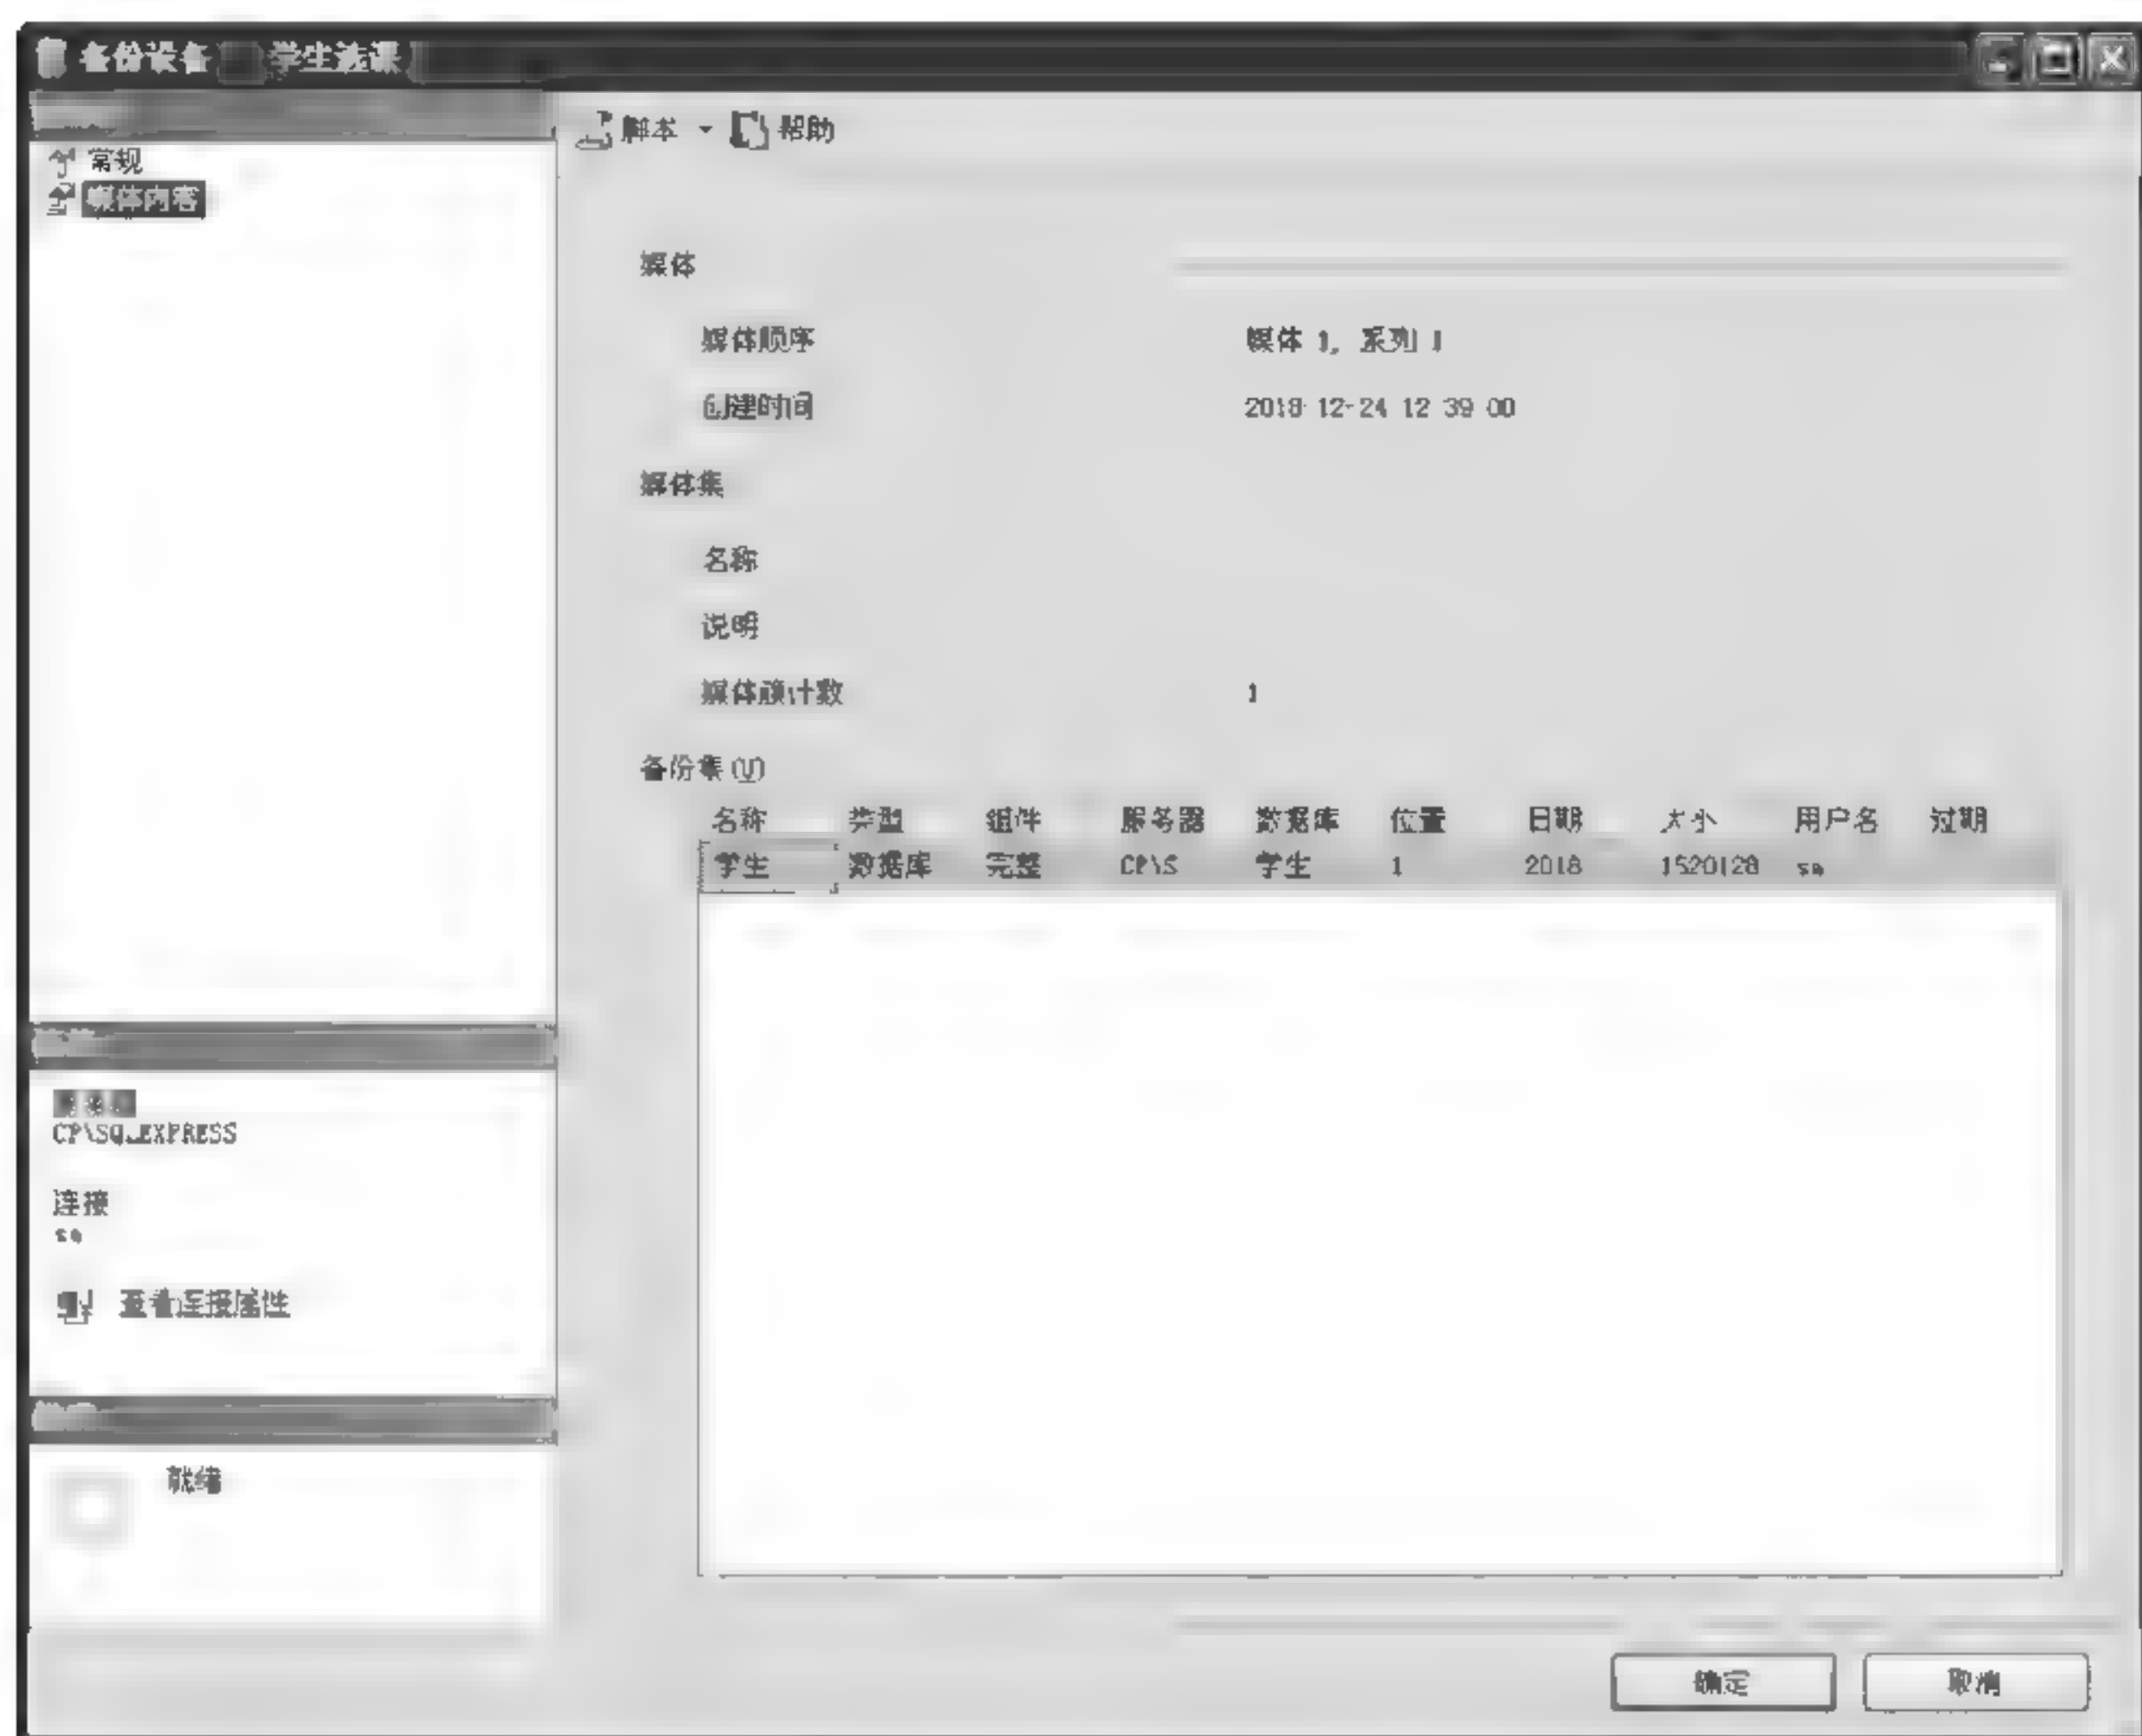 备份设备 学生选课
常规
媒体内容
脚本 帮助
媒体
媒体顺序 媒体 1, 系列 1
创建时间 2018-12-24 12 39 00
媒体集
名称
说明
媒体簇计数 1
备份集(U)
名称 类型 组件 服务器 数据库 位置 日期 大小 用户名 过期
学生 数据库 完整 CP\S 学生 1 2018 1520128 sa
CP\SQLEXPRESS
连接
sa
查看连接属性
就绪
确定 取消